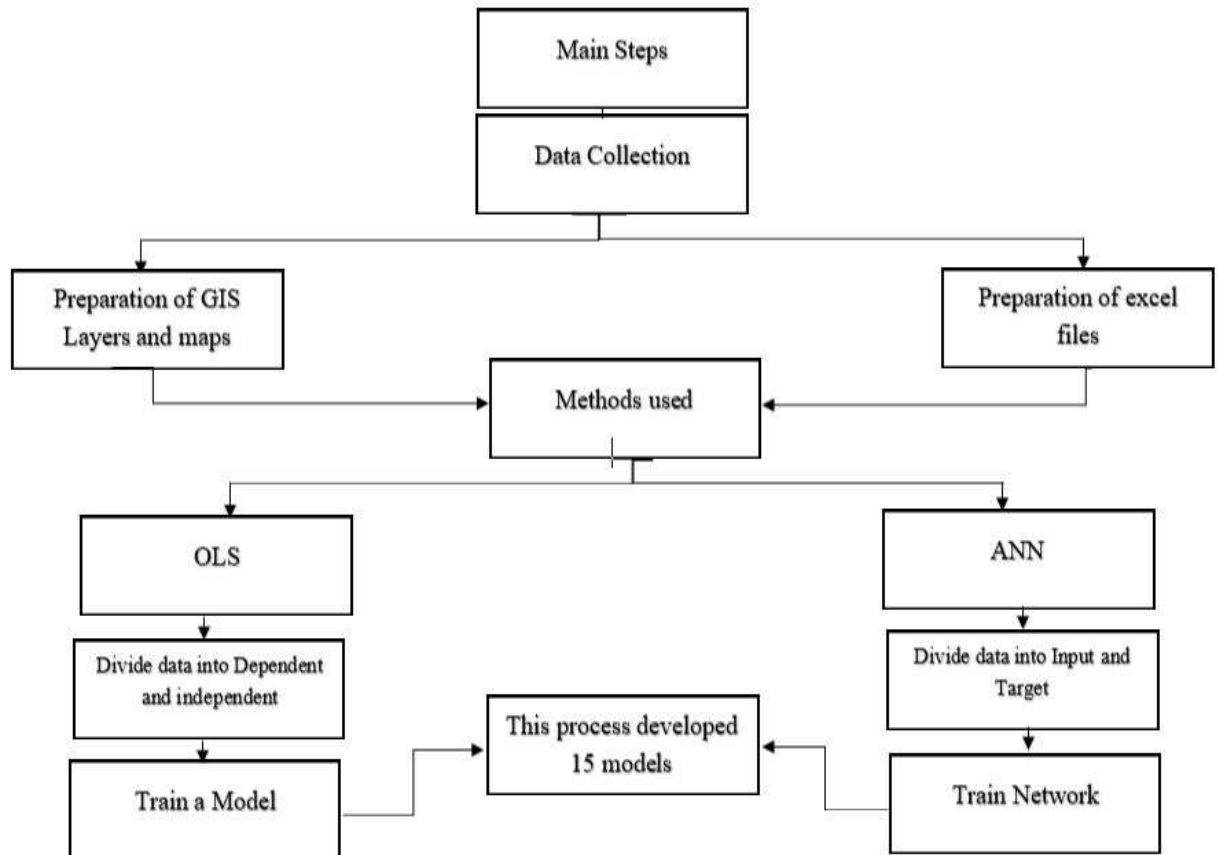 Main Steps
Data Collection
Preparation of GIS
Layers and maps
Preparation of excel
files
Methods used
OLS
ANN
Divide data into Dependent
and independent
Divide data into Input and
Target
This process developed
15 models
Train a Model
Train Network